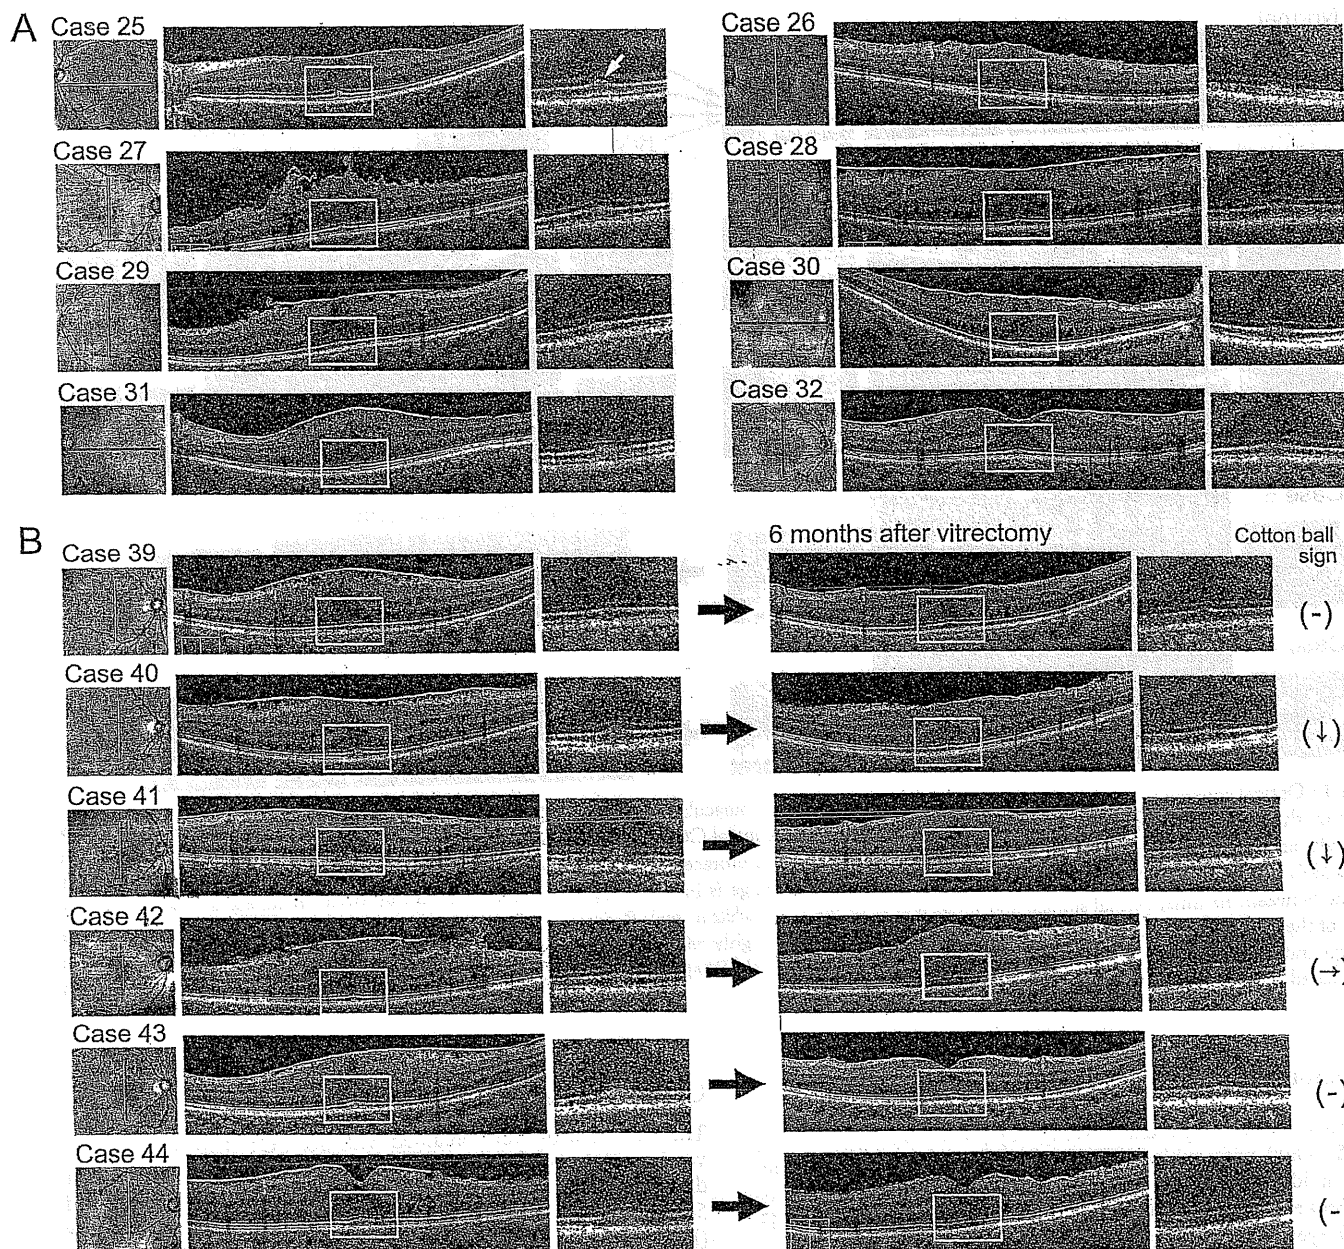 A
Case 25
Case 26
Case 27
Case 28
Case 29
Case 30
Case 31
Case 32
B
6 months after vitrectomy
Cotton ball
sign
Case 39
(-)
Case 40
(↓)
Case 41
(↓)
Case 42
(→)
Case 43
(-
Case 44
(-